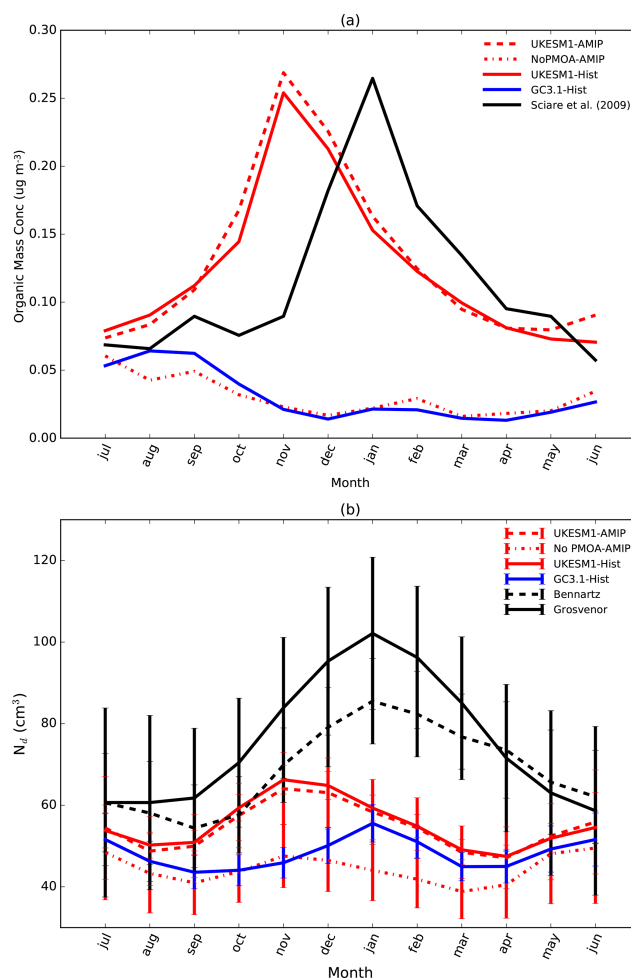 (a)
0.30
0.25
0.20
0.15
0.10
0.05
0.00
Organic Mass Conc (ug m-3)
UKESM1-AMIP
NoPMOA-AMIP
UKESM1-Hist
GC3.1-Hist
Sciare et al. (2009)
jul aug sep oct nov dec jan feb mar apr may jun
Month
(b)
120
100
80
60
40
N_d (cm³)
UKESM1-AMIP
No PMOA-AMIP
UKESM1-Hist
GC3.1-Hist
Bennartz
Grosvenor
jul aug sep oct nov dec jan feb mar apr may jun
Month